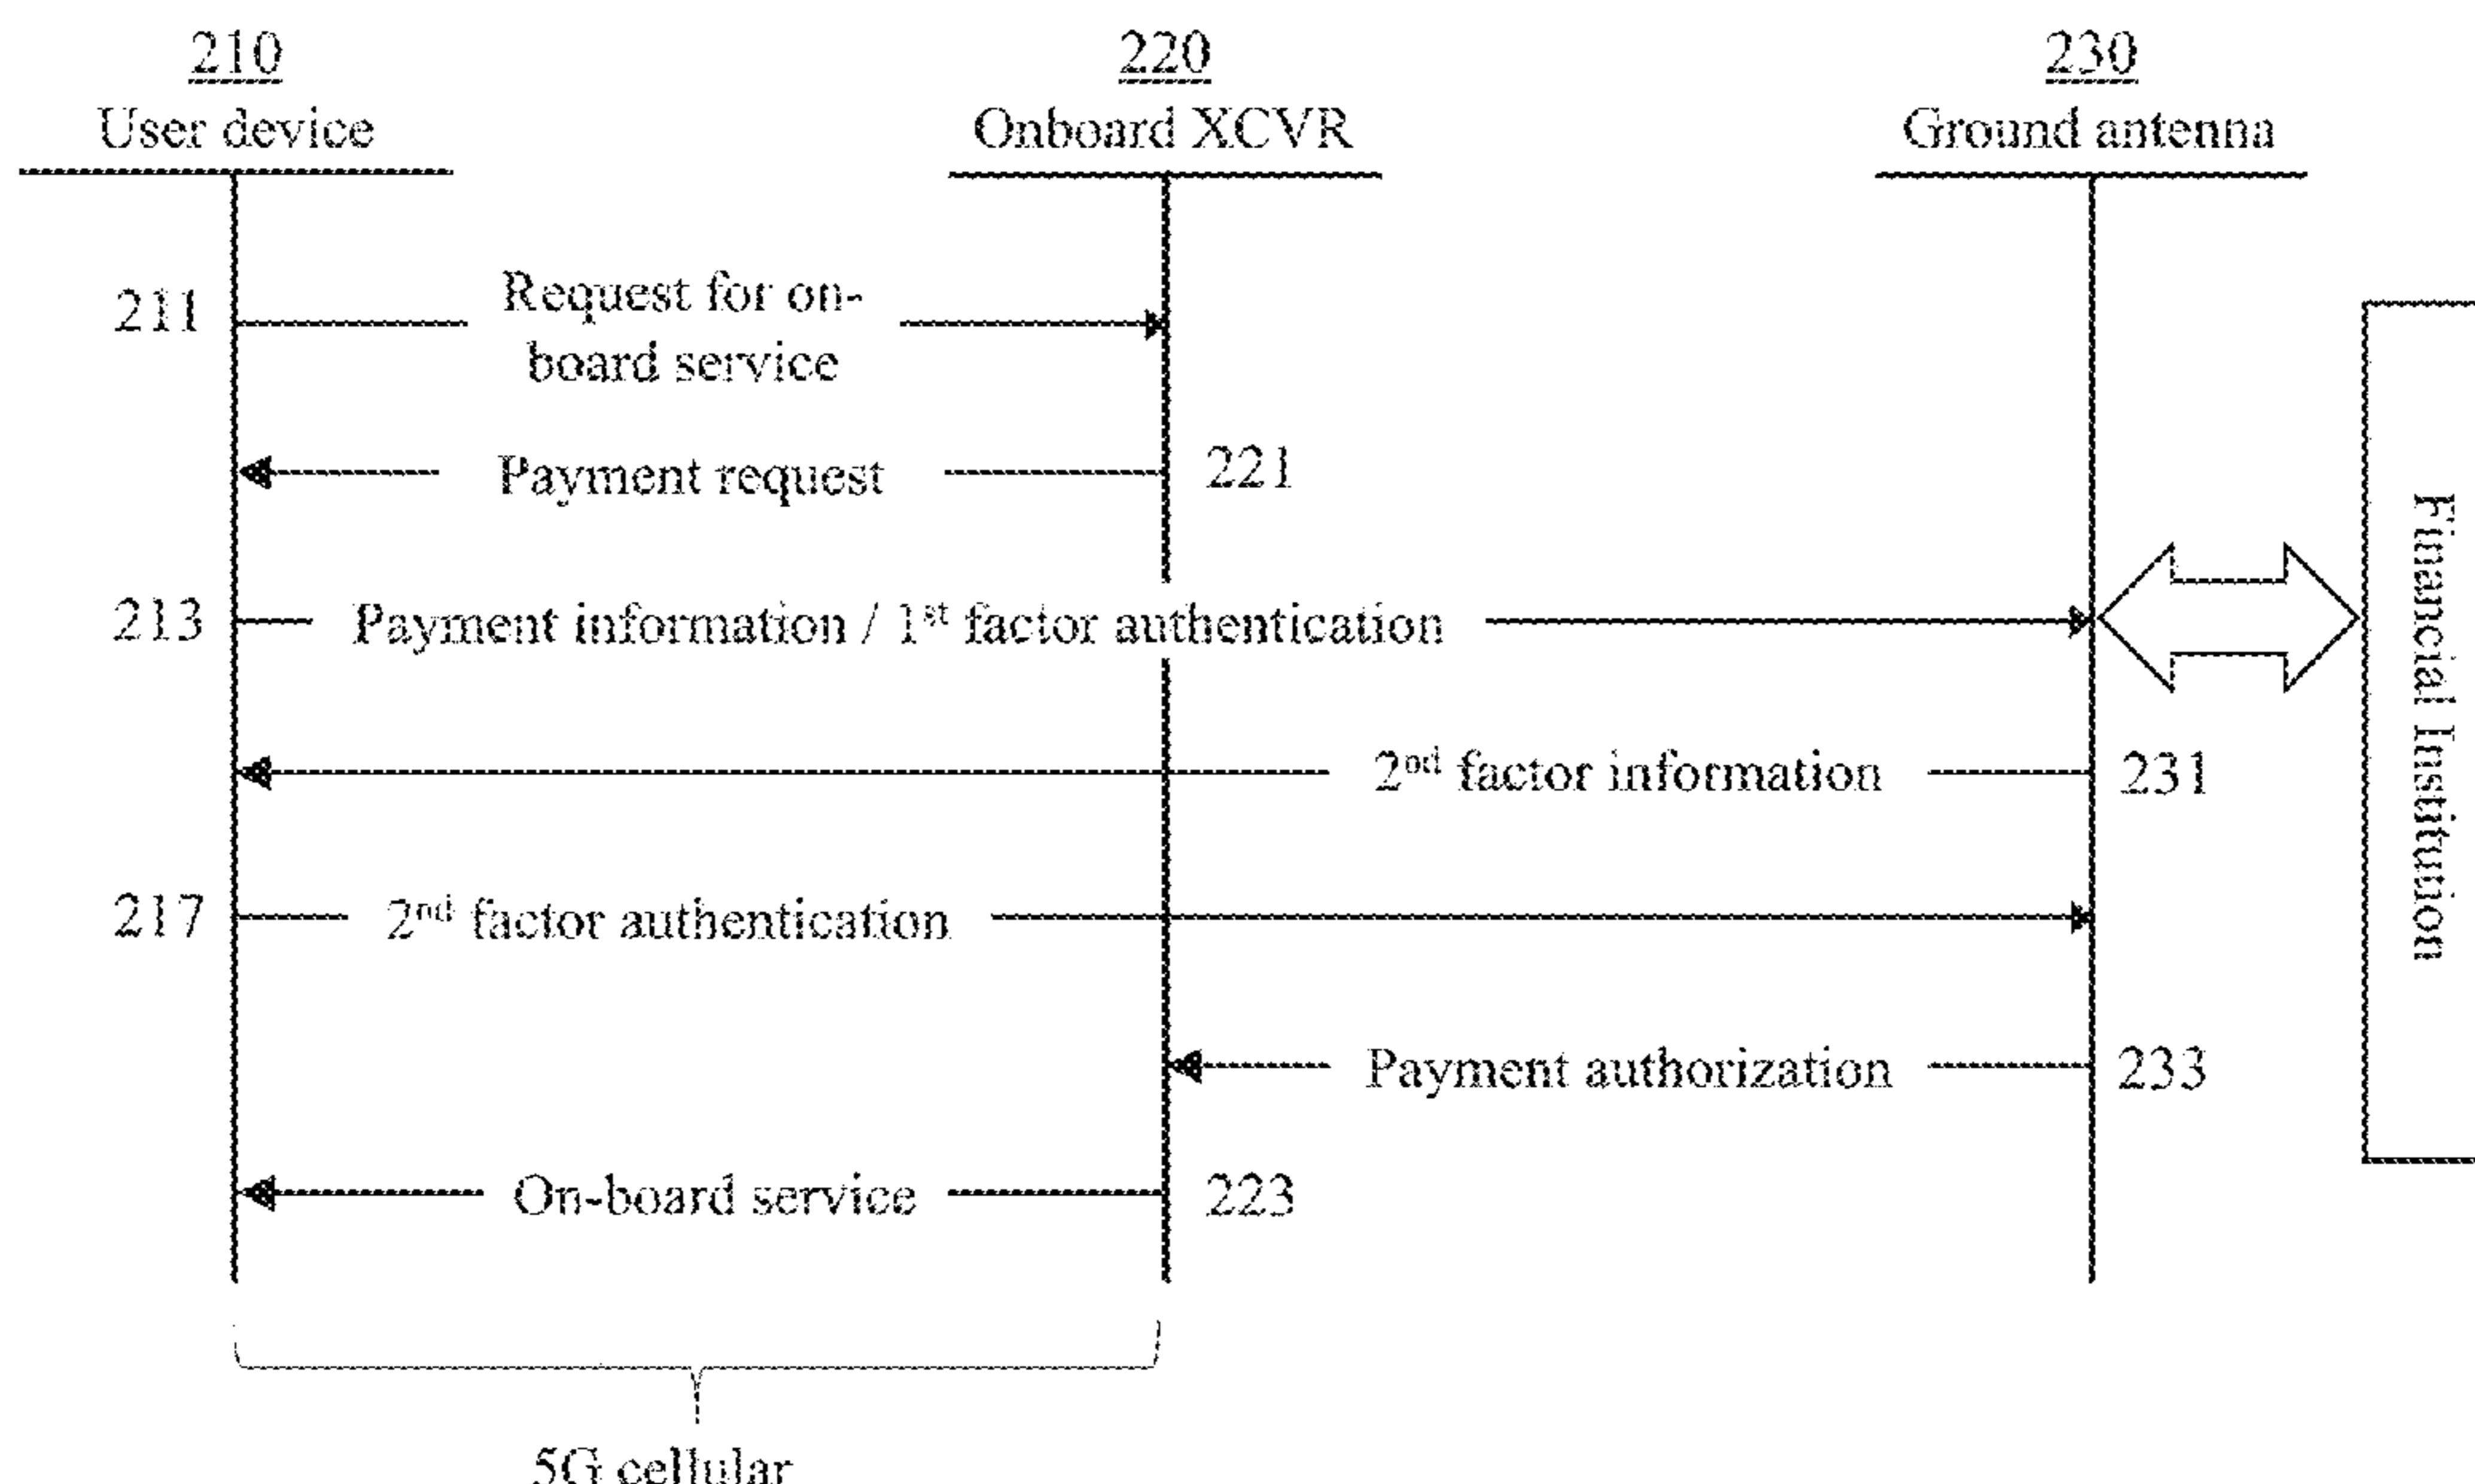 210
User device
220
Onboard XCVR
230
Ground antenna
211
Request for on-
board service
Payment request
221
213
Payment information / 1st factor authentication
2nd factor information
231
217
2nd factor authentication
Payment authorization
233
On-board service
223
Financial Institution
5G cellular